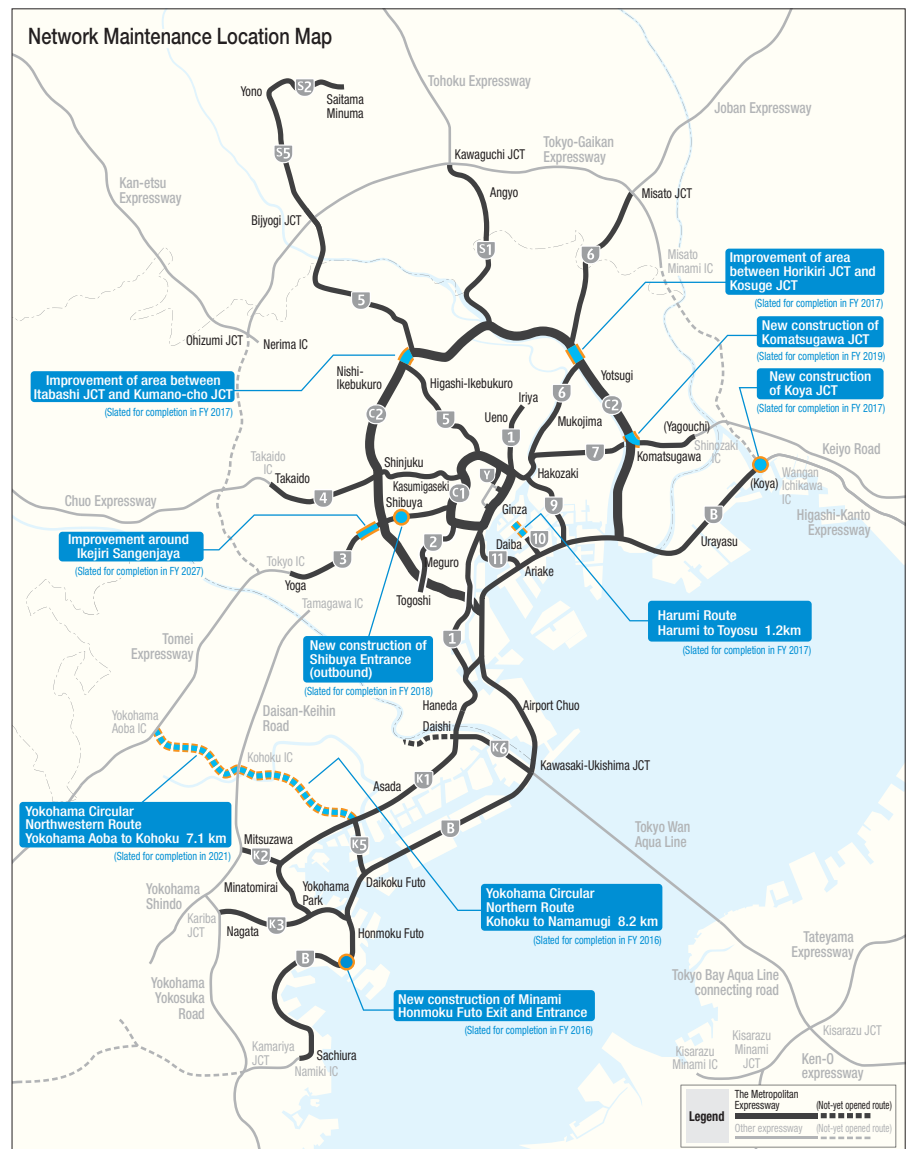 Network Maintenance Location Map
Tohoku Expressway
Yono
S2
Saitama
Minuma
Joban Expressway
S5
Tokyo-Gaikan
Expressway
Kawaguchi JCT
Kan-etsu
Expressway
Angyo
Misato JCT
Bijyogi JCT
S1
6
Misato
Minami IC
Improvement of area
between Horikiri JCT and
Kosuge JCT
(Slated for completion in FY 2017)
5
New construction of
Komatsugawa JCT
(Slated for completion in FY 2019)
Ohizumi JCT
Nerima IC
Nishi-
Ikebukuro
Yotsugi
New construction
of Koya JCT
(Slated for completion in FY 2017)
Improvement of area between
Itabashi JCT and Kumano-cho JCT
(Slated for completion in FY 2017)
Higashi-Ikebukuro
Iriya
6
C2
C2
5
Ueno
1
Mukojima
(Yagouchi)
Shinozaki
IC
Keiyo Road
7
Komatsugawa
Takaido
IC
Takaido
Shinjuku
Y
Hakozaki
(Koya)
Wangan
Ichikawa
IC
Kasumigaseki
C1
Chuo Expressway
4
Shibuya
Ginza
9
B
Higashi-Kanto
Expressway
Improvement around
Ikejiri Sangenjaya
(Slated for completion in FY 2027)
2
Daiba
10
Urayasu
Tokyo IC
3
Meguro
11
Ariake
Yoga
Togoshi
Tamagawa IC
Harumi Route
Harumi to Toyosu 1.2km
(Slated for completion in FY 2017)
Tomei
Expressway
1
New construction of
Shibuya Entrance
(outbound)
(Slated for completion in FY 2018)
Yokohama
Aoba IC
Daisan-Keihin
Road
Haneda
Airport Chuo
Daishi
Kohoku IC
K6
Kawasaki-Ukishima JCT
K1
Asada
Yokohama Circular
Northwestern Route
Yokohama Aoba to Kohoku 7.1 km
(Slated for completion in 2021)
B
Tokyo Wan
Aqua Line
Mitsuzawa
K2
K5
Minatomirai
Yokohama
Park
Daikoku Futo
Yokohama
Shindo
Yokohama Circular
Northern Route
Kohoku to Namamugi 8.2 km
(Slated for completion in FY 2016)
Kariba
JCT
K3
Nagata
Honmoku Futo
Tateyama
Expressway
B
Yokohama
Yokosuka
Road
Tokyo Bay Aqua Line
connecting road
New construction of Minami
Honmoku Futo Exit and Entrance
(Slated for completion in FY 2016)
Kisarazu JCT
Kamariya
JCT
Sachiura
Namiki IC
Kisarazu
Minami IC
Kisarazu
Minami
JCT
Ken-O
expressway
Legend
The Metropolitan
Expressway
(Not-yet opened route)
Other expressway
(Not-yet opened route)